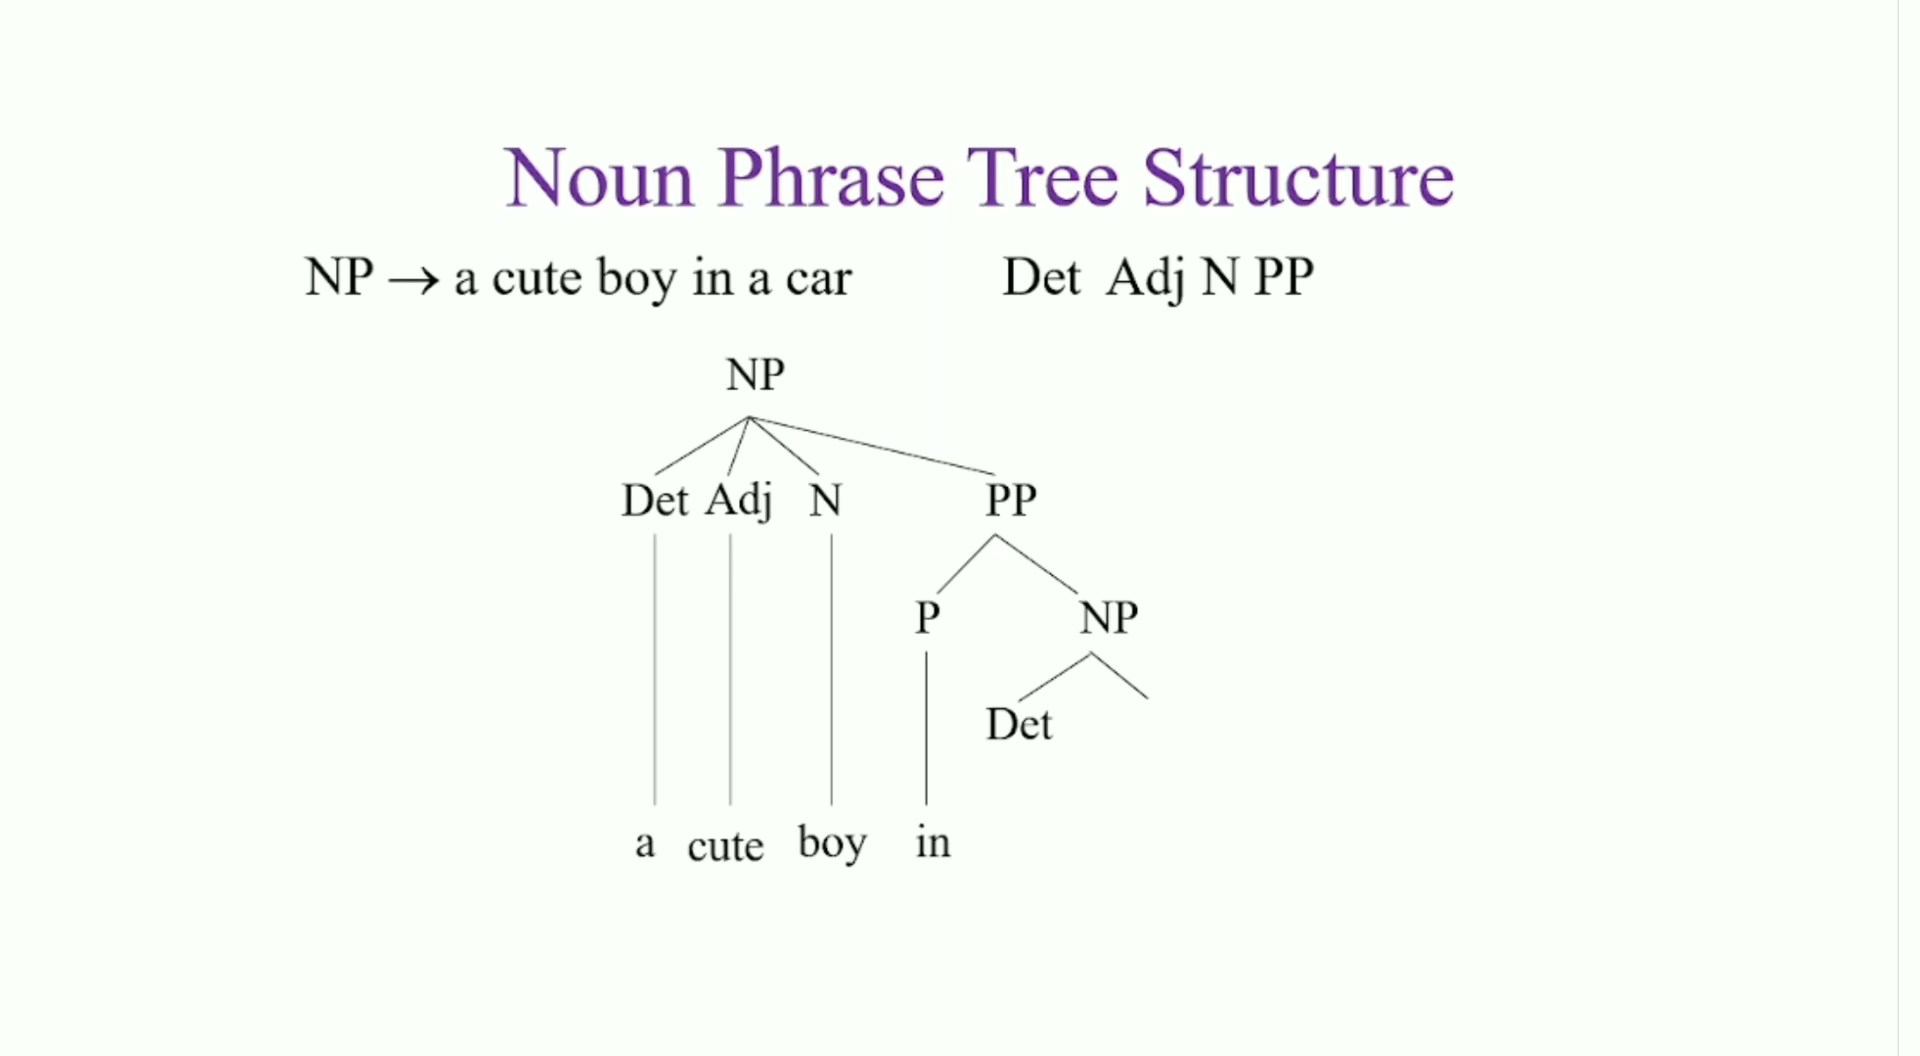 Noun Phrase Tree Structure
NP → a cute boy in a car Det Adj N PP
NP
Det Adj N PP
P NP
Det
a cute boy in